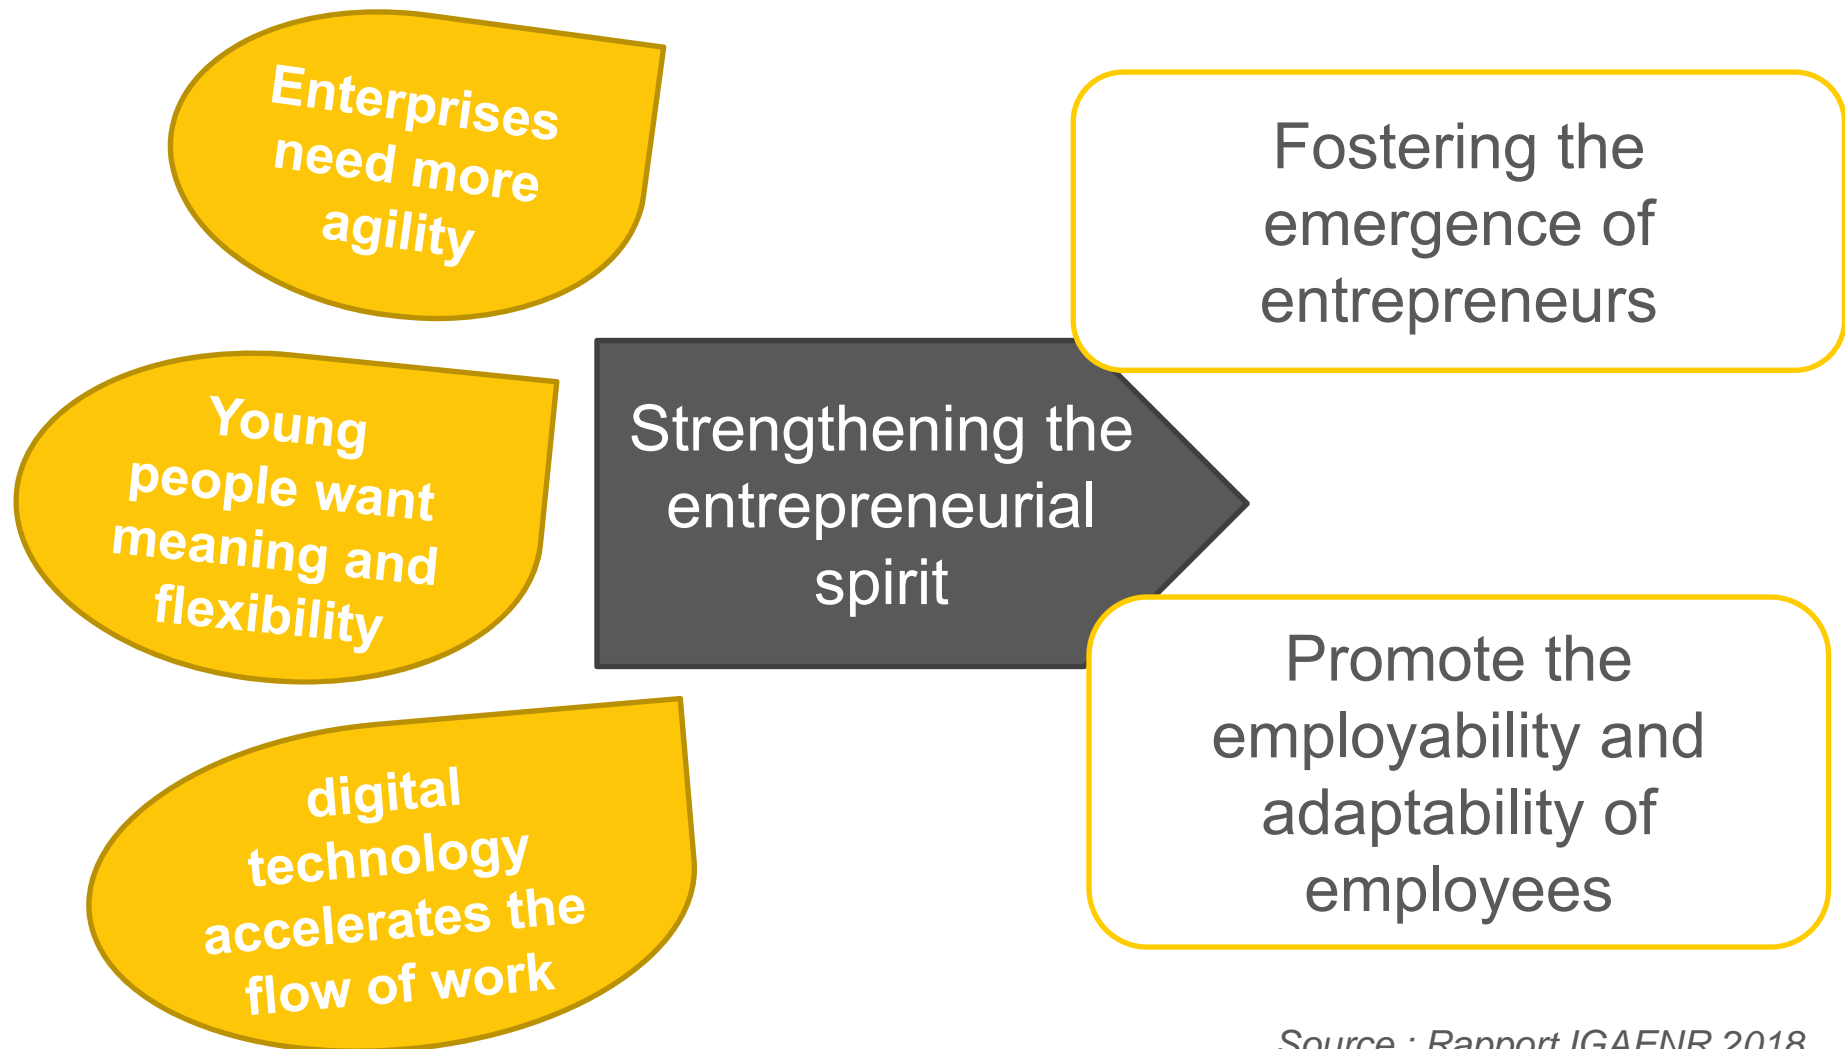 Enterprises
need more
agility
Young
people want
meaning and
flexibility
digital
technology
accelerates the
flow of work
Strengthening the
entrepreneurial
spirit
Fostering the
emergence of
entrepreneurs
Promote the
employability and
adaptability of
employees
Source : Rapport IGAENR 2018